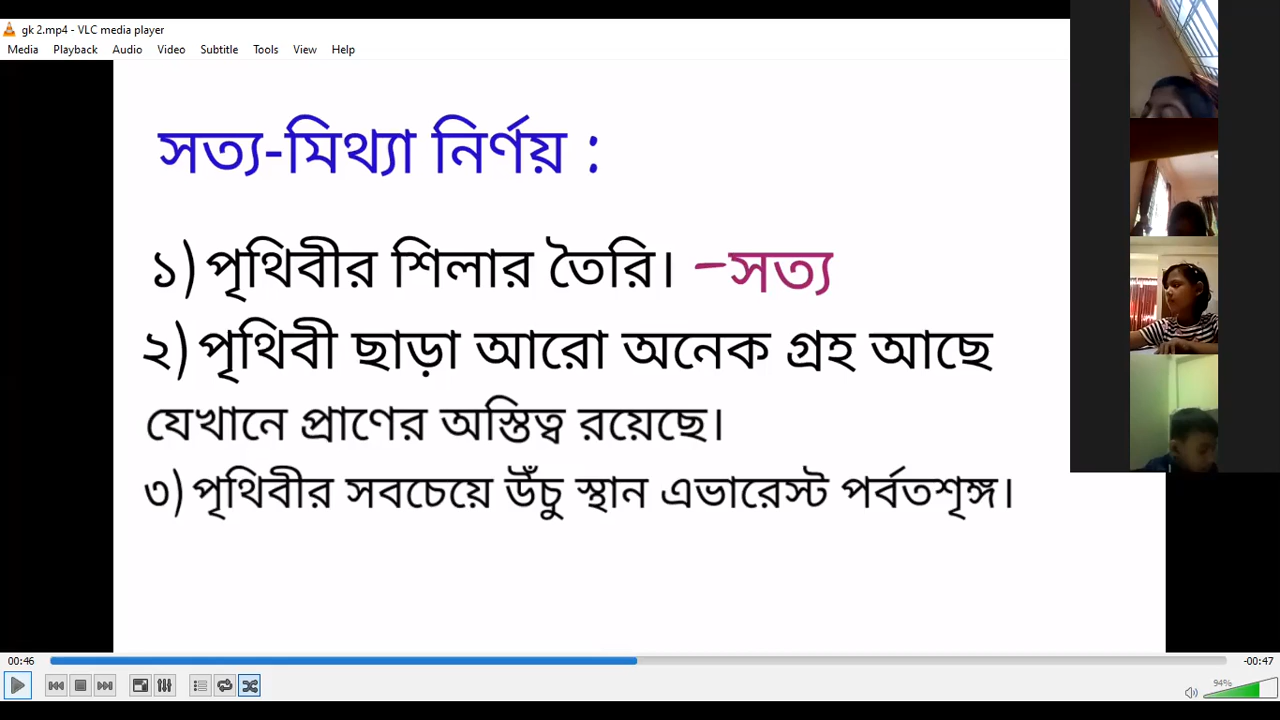 gk 2.mp4 - VLC media player
Media Playback Audio Video Subtitle Tools View Help
সত্য-মিথ্যা নির্ণয় :
১) পৃথিবীর শিলার তৈরি। -সত্য
২) পৃথিবী ছাড়া আরো অনেক গ্রহ আছে
যেখানে প্রাণের অস্তিত্ব রয়েছে।
৩) পৃথিবীর সবচেয়ে উঁচু স্থান এভারেস্ট পর্বতশৃঙ্গ।
00:46 -00:47
94%